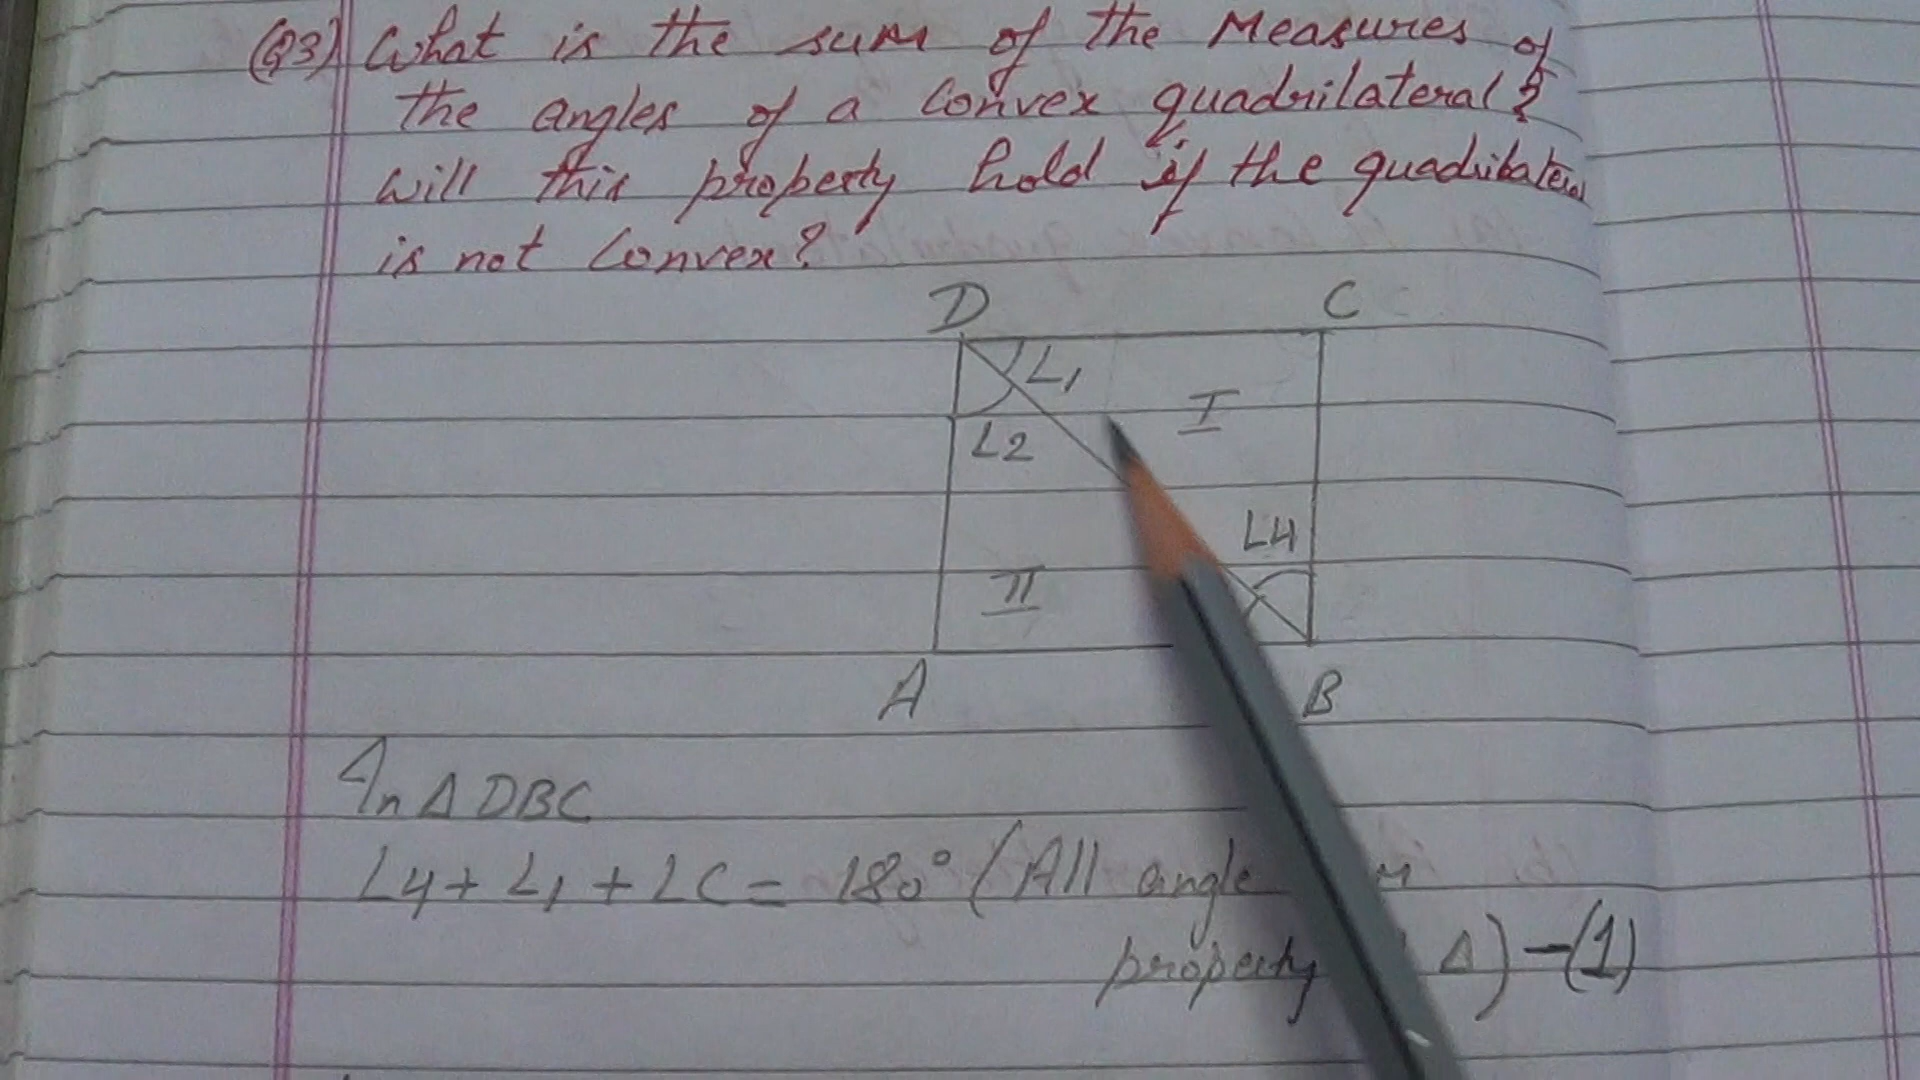 Q3) What is the sum of the Measures of
the angles of a Convex quadrilateral?
Will this property hold if the quadrilateral
is not Convex?
D C
∠1
I
∠2
∠4
II
A B
In Δ DBC
∠4 + ∠1 + ∠C = 180° (All angle
property Δ) - (1)